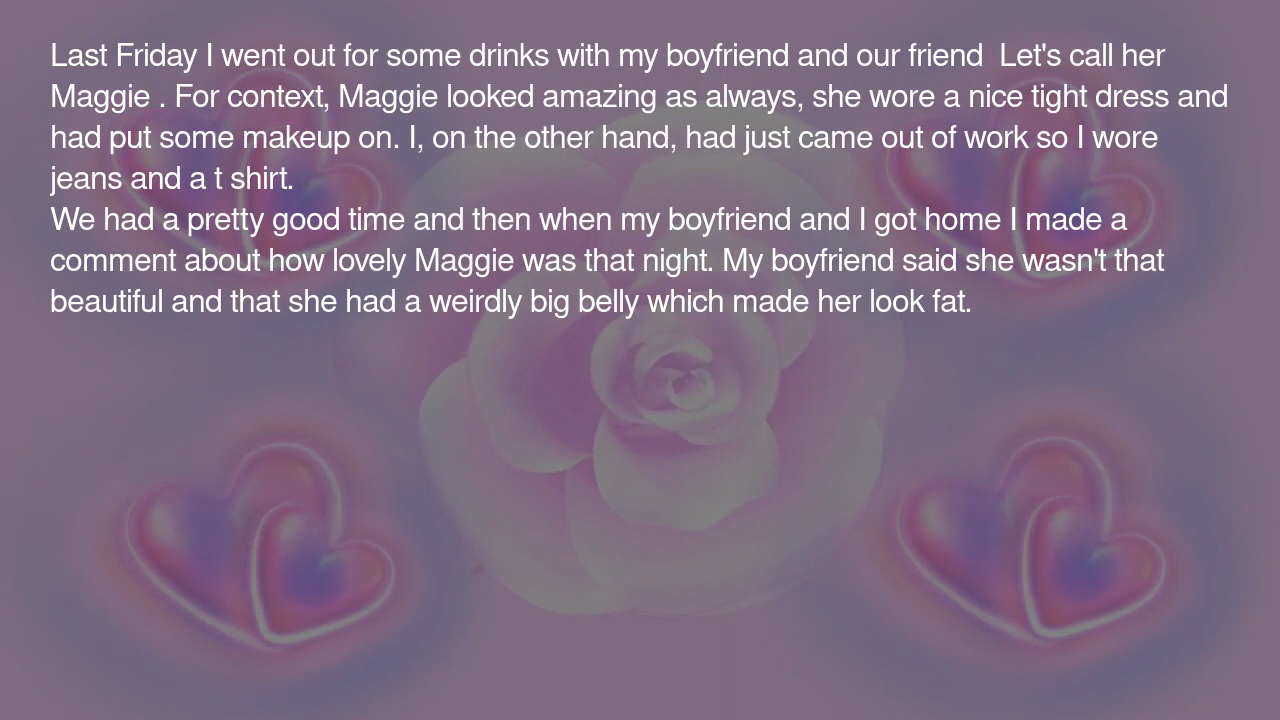 Last Friday I went out for some drinks with my boyfriend and our friend  Let's call her
Maggie . For context, Maggie looked amazing as always, she wore a nice tight dress and
had put some makeup on. I, on the other hand, had just came out of work so I wore
jeans and a t shirt.
We had a pretty good time and then when my boyfriend and I got home I made a
comment about how lovely Maggie was that night. My boyfriend said she wasn't that
beautiful and that she had a weirdly big belly which made her look fat.